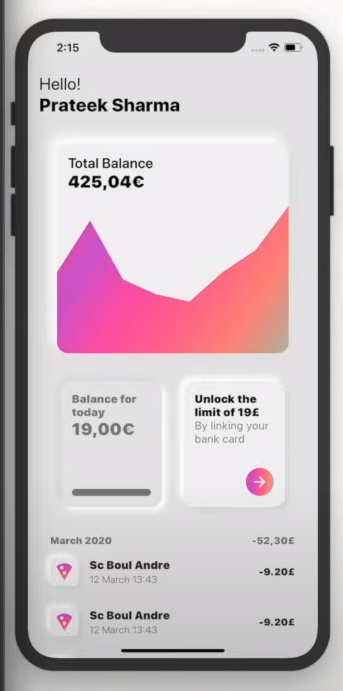 2:15
Hello!
Prateek Sharma
Total Balance
425,04€
Balance for
today
19,00€
Unlock the
limit of 19£
By linking your
bank card
March 2020 -52,30£
Sc Boul Andre
12 March 13:43
-9.20£
Sc Boul Andre
12 March 13:43
-9.20£